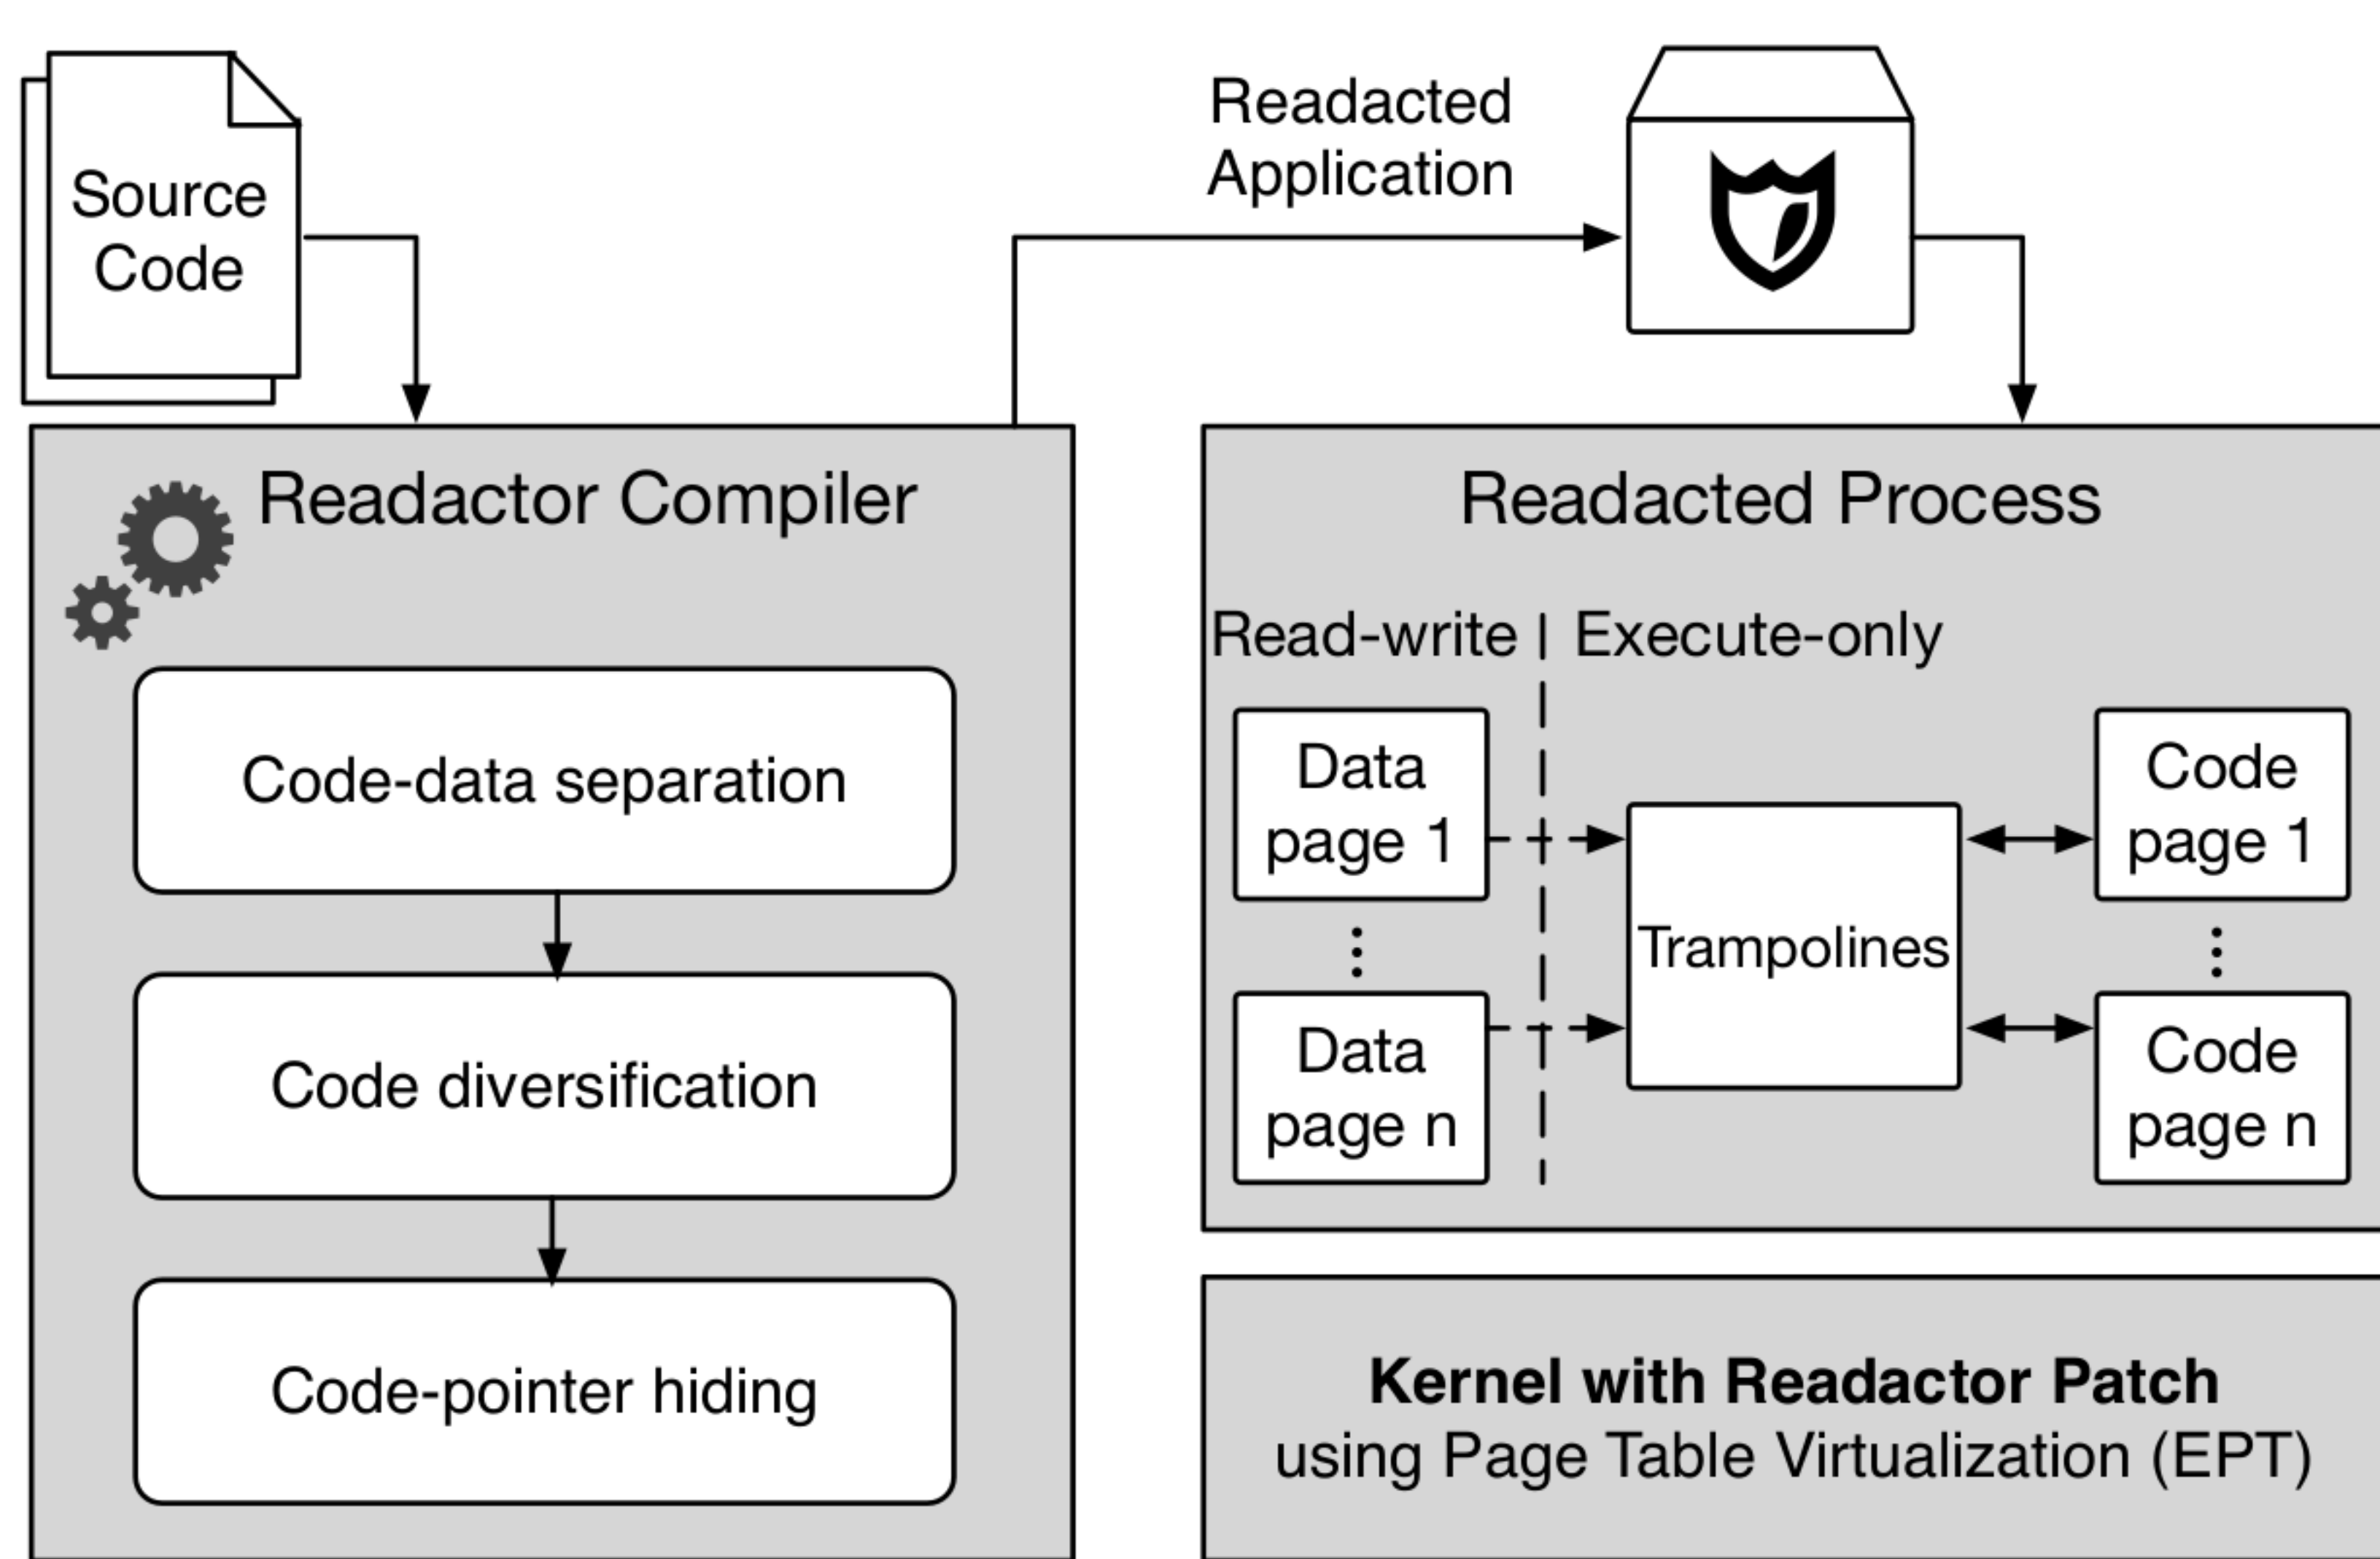 Source
Code
Readacted
Application
Readactor Compiler
Code-data separation
Code diversification
Code-pointer hiding
Readacted Process
Read-write
Execute-only
Data
page 1
Data
page n
Trampolines
Code
page 1
Code
page n
Kernel with Readactor Patch
using Page Table Virtualization (EPT)